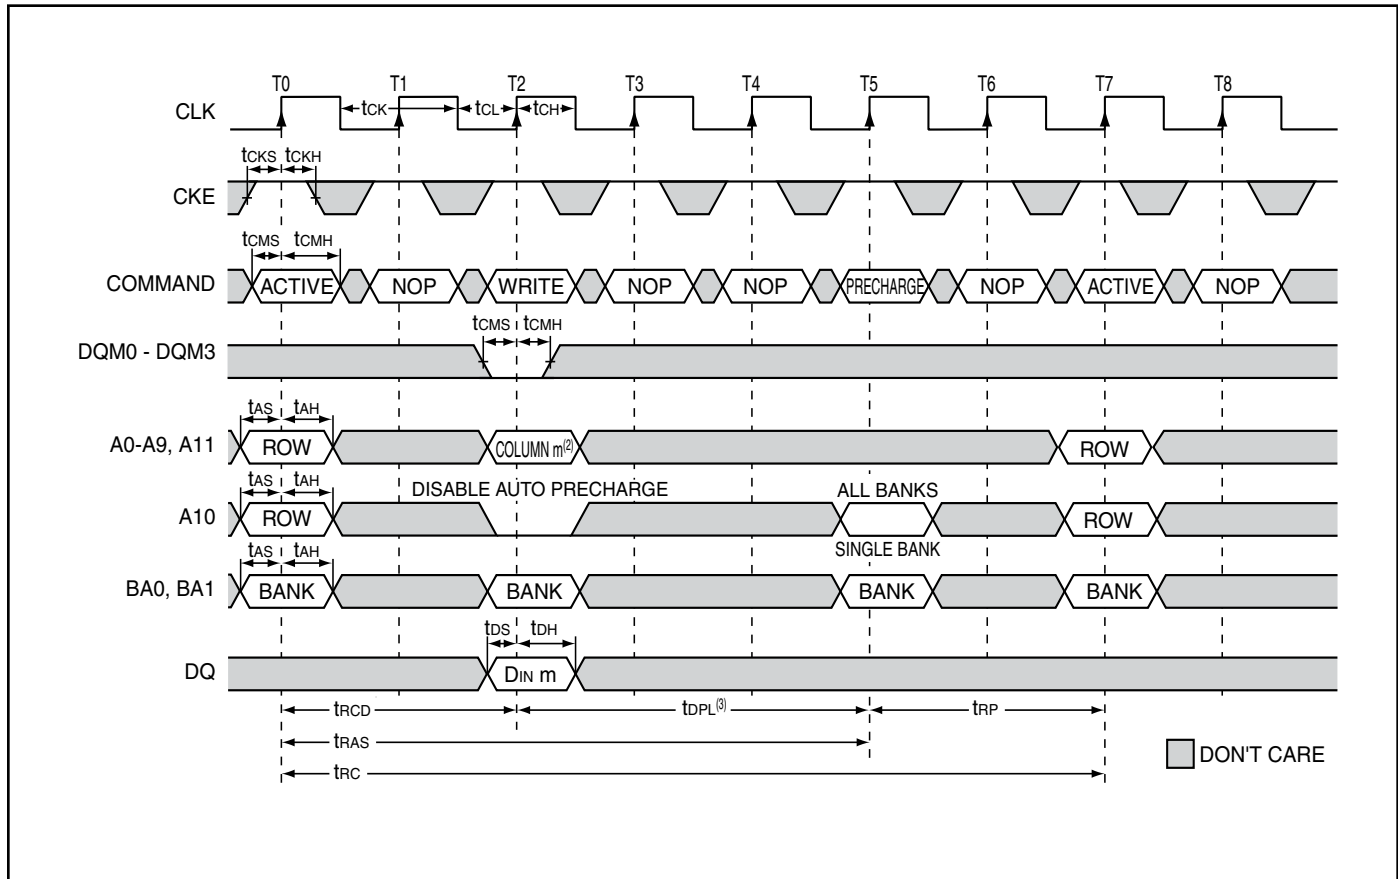 T0 T1 T2 T3 T4 T5 T6 T7 T8
CLK tCK tCL tCH
tCKS tCKH
CKE
tCMS tCMH
COMMAND ACTIVE NOP WRITE NOP NOP PRECHARGE NOP ACTIVE NOP
tCMS tCMH
DQM0 - DQM3
tAS tAH
A0-A9, A11 ROW COLUMN m(2) ROW
tAS tAH DISABLE AUTO PRECHARGE ALL BANKS
A10 ROW ROW
tAS tAH SINGLE BANK
BA0, BA1 BANK BANK BANK BANK
tDS tDH
DQ DIN m
tRCD tDPL(3) tRP
tRAS
DON'T CARE
tRC